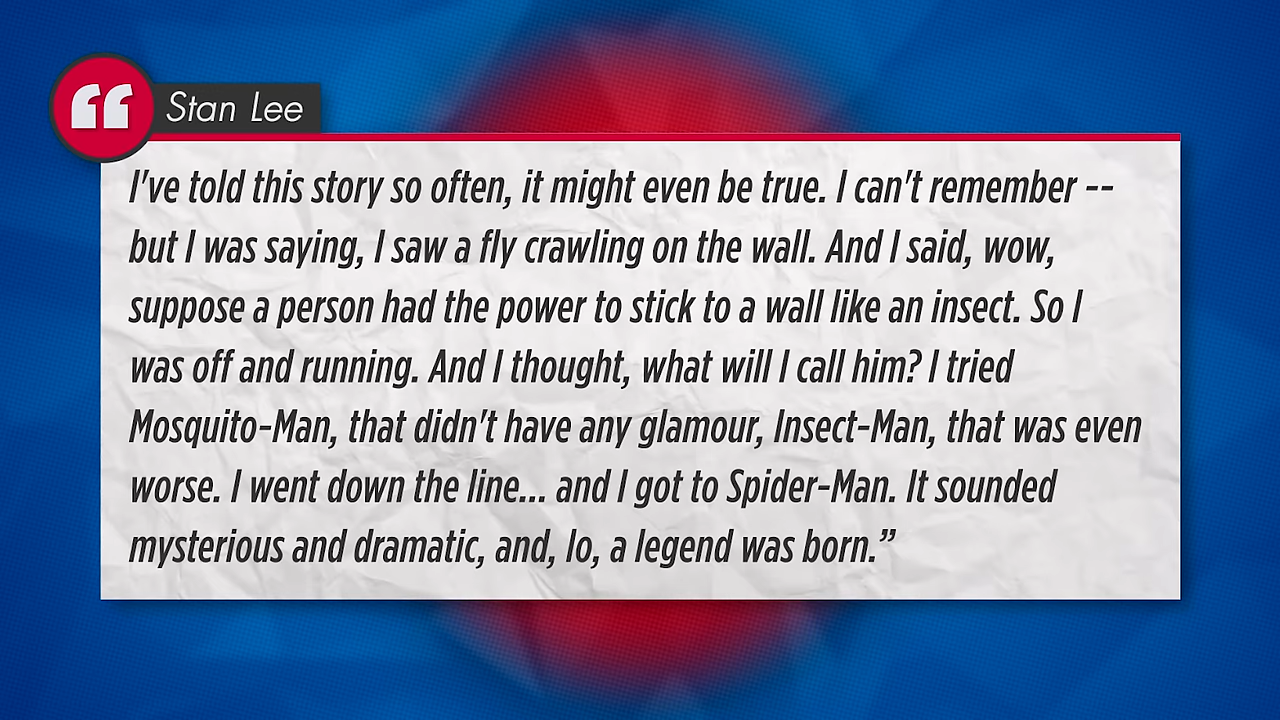 “ Stan Lee
I've told this story so often, it might even be true. I can't remember --
but I was saying, I saw a fly crawling on the wall. And I said, wow,
suppose a person had the power to stick to a wall like an insect. So I
was off and running. And I thought, what will I call him? I tried
Mosquito-Man, that didn't have any glamour, Insect-Man, that was even
worse. I went down the line... and I got to Spider-Man. It sounded
mysterious and dramatic, and, lo, a legend was born.”